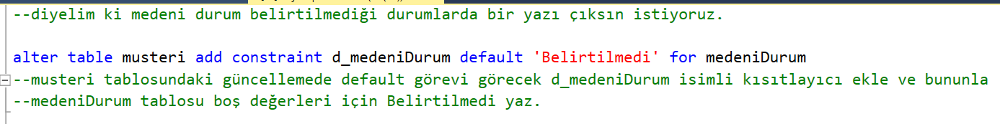 --diyelim ki medeni durum belirtilmediği durumlarda bir yazı çıksın istiyoruz.
alter table musteri add constraint d_medeniDurum default 'Belirtilmedi' for medeniDurum
--musteri tablosundaki güncellemede default görevi görecek d_medeniDurum isimli kısıtlayıcı ekle ve bununla
--medeniDurum tablosu boş değerleri için Belirtilmedi yaz.